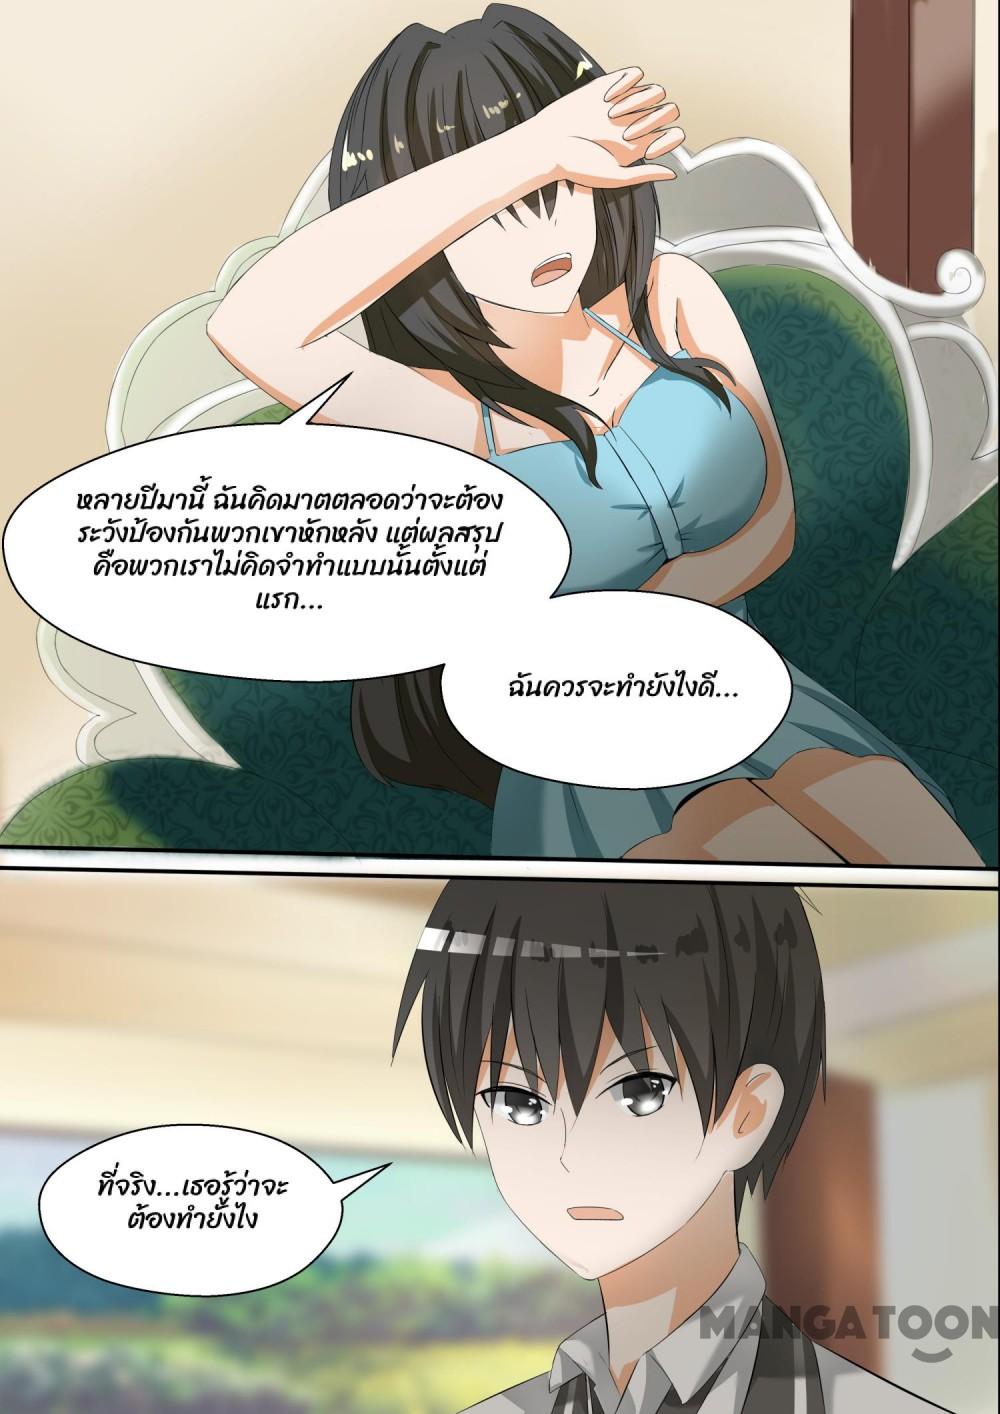 หลายปีมานี้ ฉันคิดมาตตลอดว่าจะต้อง
ระวังป้องกันพวกเขาหักหลัง แต่ผลสรุป
คือพวกเราไม่คิดจำทำแบบนั้นตั้งแต่
แรก...
ฉันควรจะทำยังไงดี...
ที่จริง...เธอรู้ว่าจะ
ต้องทำยังไง
MANGATOON